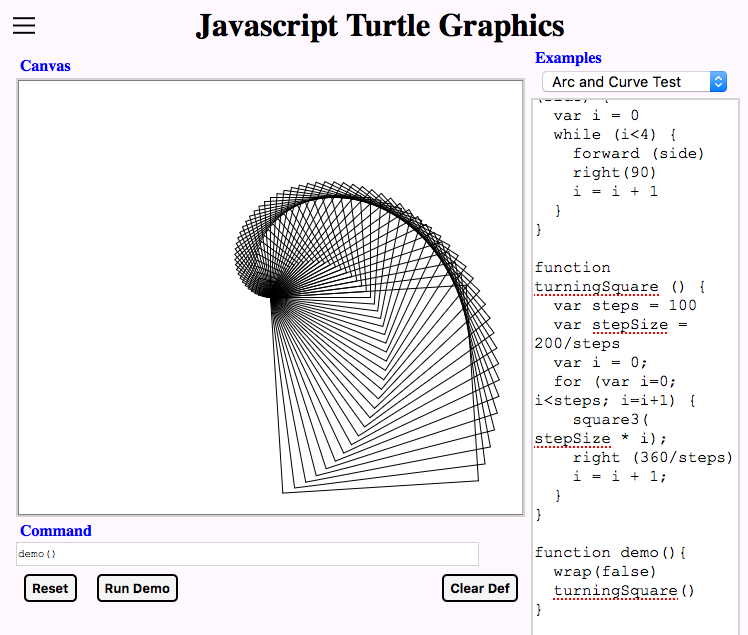 Javascript Turtle Graphics
Canvas
Examples
Arc and Curve Test
var i = 0
while (i<4) {
forward (side)
right(90)
i = i + 1
}
}
function
turningSquare () {
var steps = 100
var stepSize =
200/steps
var i = 0;
for (var i=0;
i<steps; i=i+1) {
square3(
stepSize * i);
right (360/steps)
i = i + 1;
}
}
function demo(){
wrap(false)
turningSquare()
}
Command
demo()
Reset
Run Demo
Clear Def